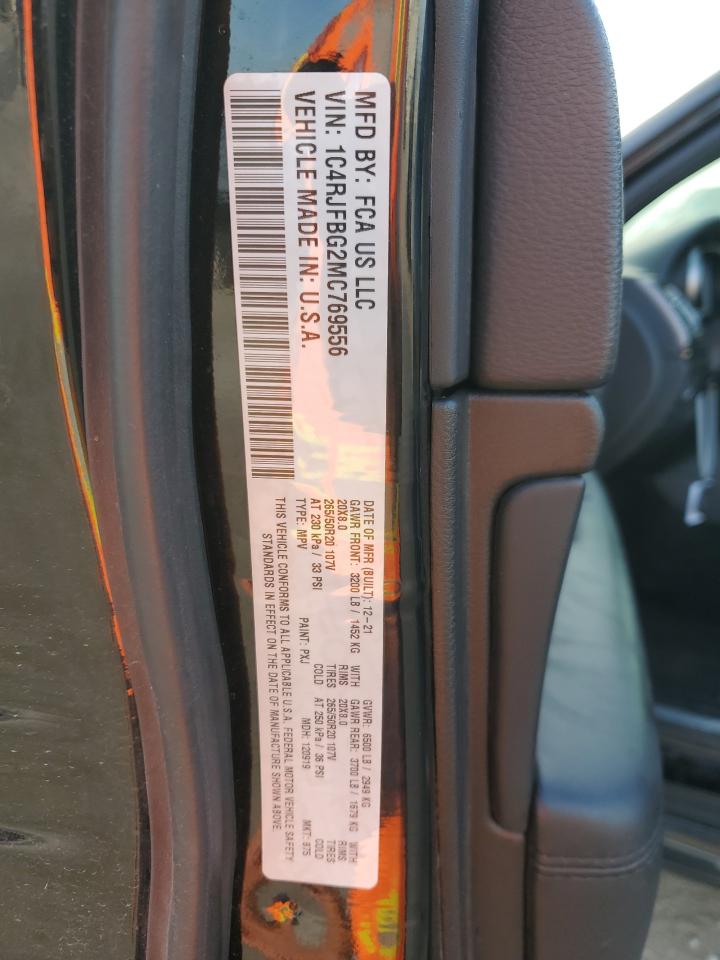 MFD BY: FCA US LLC
VIN: 1C4RJFBG2MC769556
VEHICLE MADE IN: U.S.A.
DATE OF MFR (BUILT): 12-21 GVWR: 6500 LB / 2949 KG
GAWR FRONT: 3200 LB / 1452 KG WITH GAWR REAR: 3700 LB / 1679 KG WITH
20X8.0 RIMS 20X8.0 RIMS
265/50R20 107V TIRES 265/50R20 107V TIRES
AT 230 kPa / 33 PSI COLD AT 250 kPa / 36 PSI COLD
TYPE: MPV PAINT: PXJ MDH: 120919 MKT: 975
THIS VEHICLE CONFORMS TO ALL APPLICABLE U.S.A. FEDERAL MOTOR VEHICLE SAFETY
STANDARDS IN EFFECT ON THE DATE OF MANUFACTURE SHOWN ABOVE.